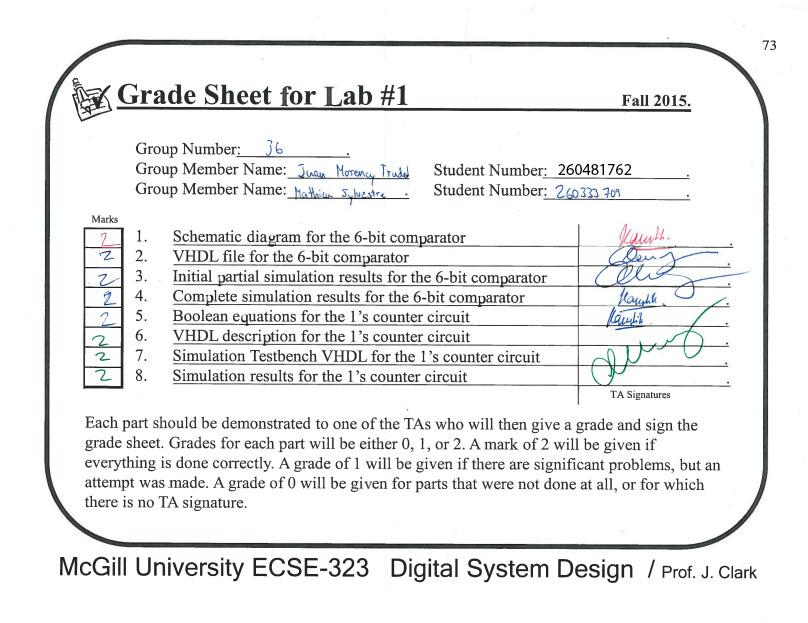 73
Grade Sheet for Lab #1 Fall 2015.
Group Number: 36 .
Group Member Name: Juan Morency Trudel Student Number: 260481762 .
Group Member Name: Mathieu Sylvestre . Student Number: 260333709 .
Marks
2 1. Schematic diagram for the 6-bit comparator .
2 2. VHDL file for the 6-bit comparator .
2 3. Initial partial simulation results for the 6-bit comparator .
2 4. Complete simulation results for the 6-bit comparator .
2 5. Boolean equations for the 1's counter circuit .
2 6. VHDL description for the 1's counter circuit .
2 7. Simulation Testbench VHDL for the 1's counter circuit .
2 8. Simulation results for the 1's counter circuit .
TA Signatures
Each part should be demonstrated to one of the TAs who will then give a grade and sign the
grade sheet. Grades for each part will be either 0, 1, or 2. A mark of 2 will be given if
everything is done correctly. A grade of 1 will be given if there are significant problems, but an
attempt was made. A grade of 0 will be given for parts that were not done at all, or for which
there is no TA signature.
McGill University ECSE-323 Digital System Design / Prof. J. Clark